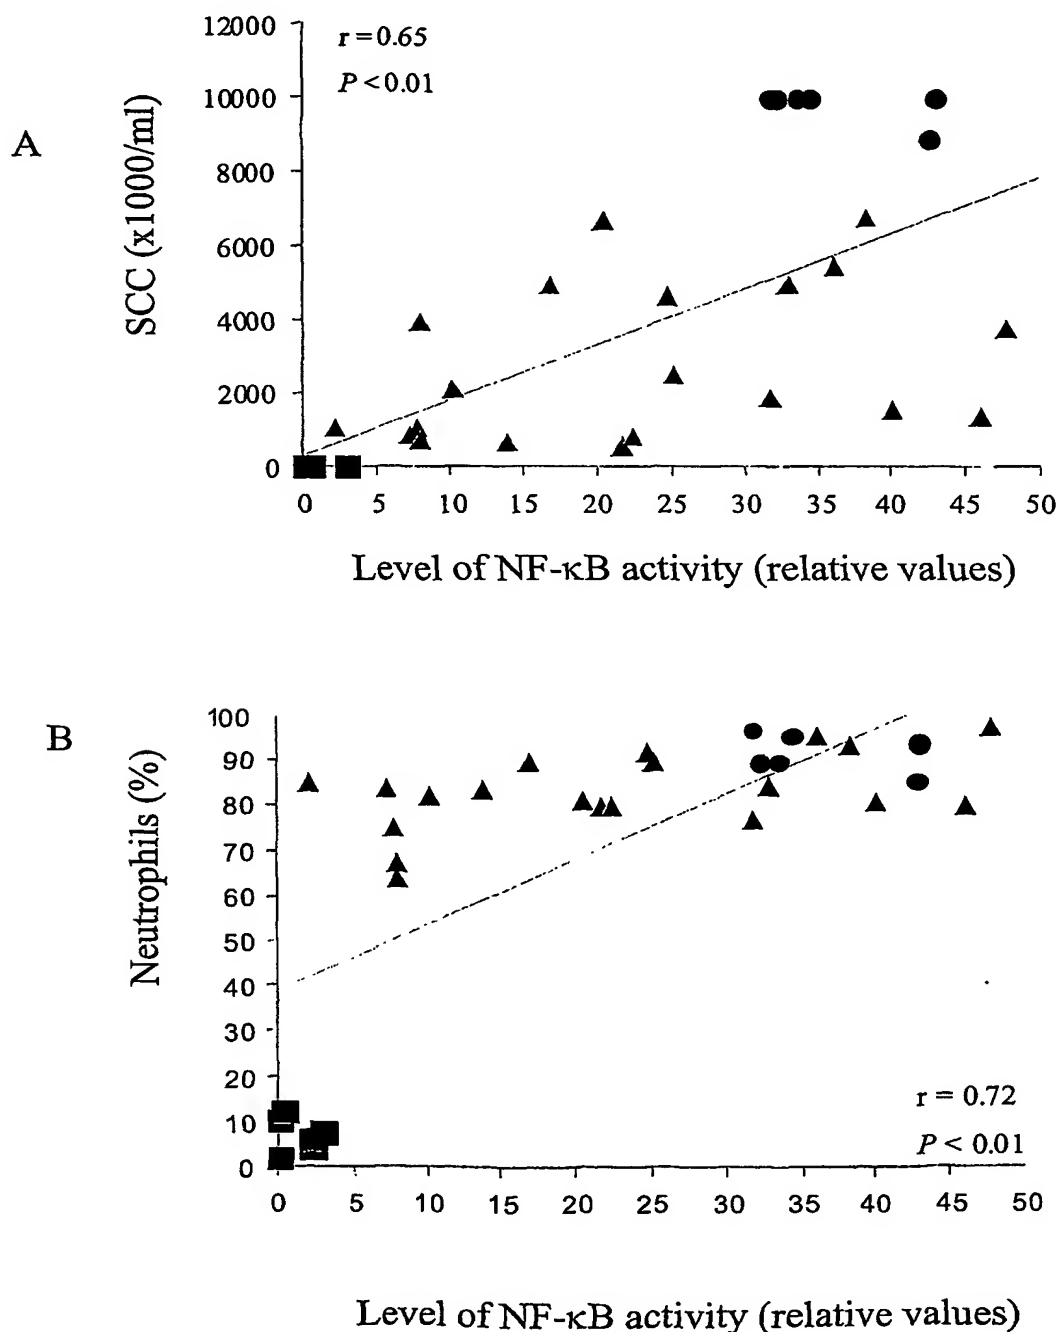 A
SCC (x1000/ml)
r=0.65
P<0.01
12000
10000
8000
6000
4000
2000
0
0 5 10 15 20 25 30 35 40 45 50
Level of NF-κB activity (relative values)
B
Neutrophils (%)
100
90
80
70
60
50
40
30
20
10
0
r = 0.72
P < 0.01
0 5 10 15 20 25 30 35 40 45 50
Level of NF-κB activity (relative values)